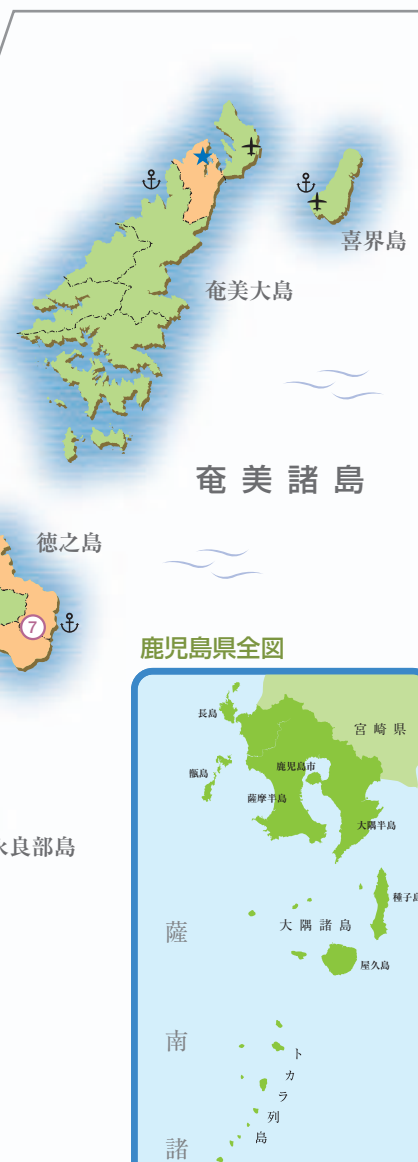 喜界島
奄美大島
奄美諸島
徳之島
7
良部島
鹿児島県全図
宮崎県
長島
甑島
鹿児島市
薩摩半島
大隅半島
種子島
大隅諸島
屋久島
薩南諸
トカラ列島